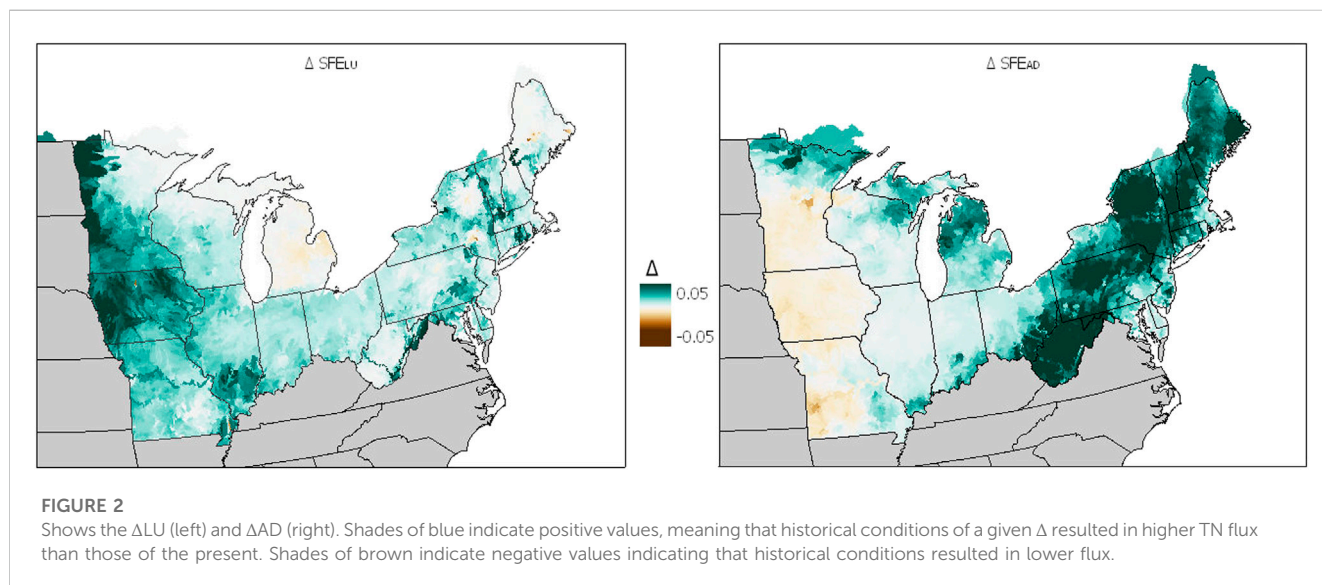 Δ SFELU
Δ SFEAD
Δ
0.05
-0.05
FIGURE 2
Shows the ΔLU (left) and ΔAD (right). Shades of blue indicate positive values, meaning that historical conditions of a given Δ resulted in higher TN flux
than those of the present. Shades of brown indicate negative values indicating that historical conditions resulted in lower flux.